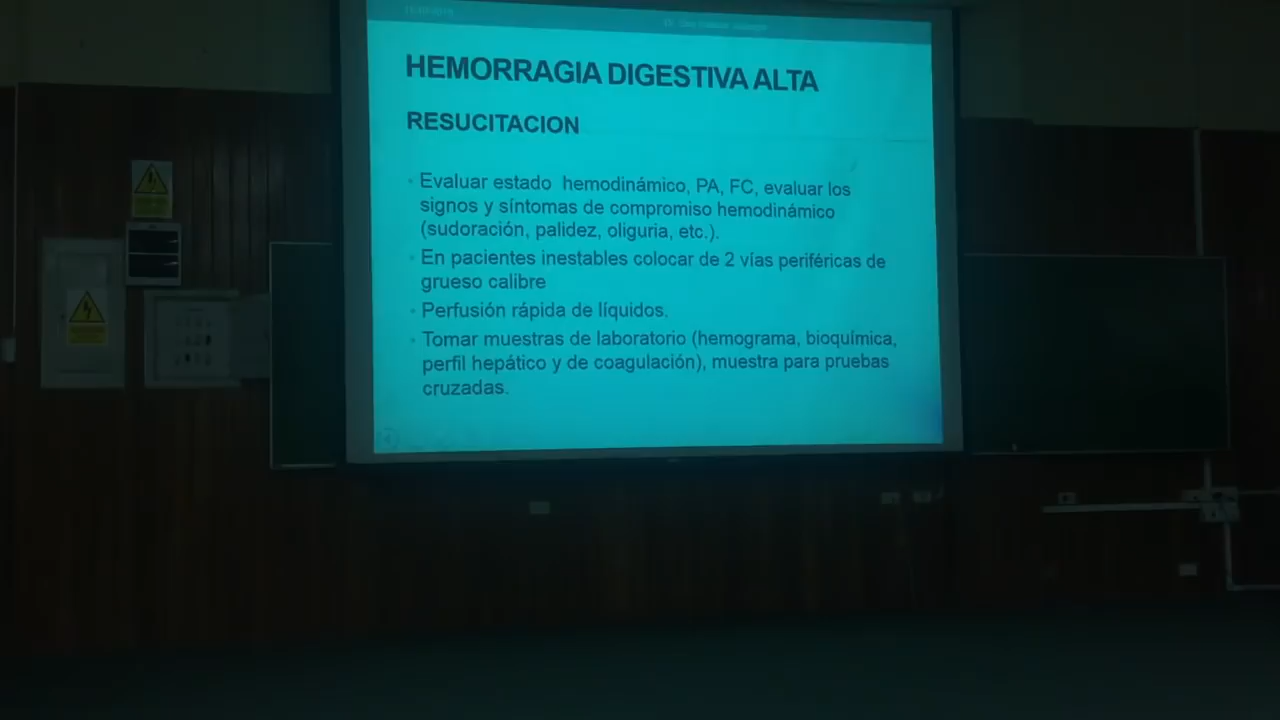 HEMORRAGIA DIGESTIVA ALTA
RESUCITACION
Evaluar estado hemodinámico, PA, FC, evaluar los
signos y síntomas de compromiso hemodinámico
(sudoración, palidez, oliguria, etc.).
En pacientes inestables colocar de 2 vías periféricas de
grueso calibre
Perfusión rápida de líquidos.
Tomar muestras de laboratorio (hemograma, bioquímica,
perfil hepático y de coagulación), muestra para pruebas
cruzadas.